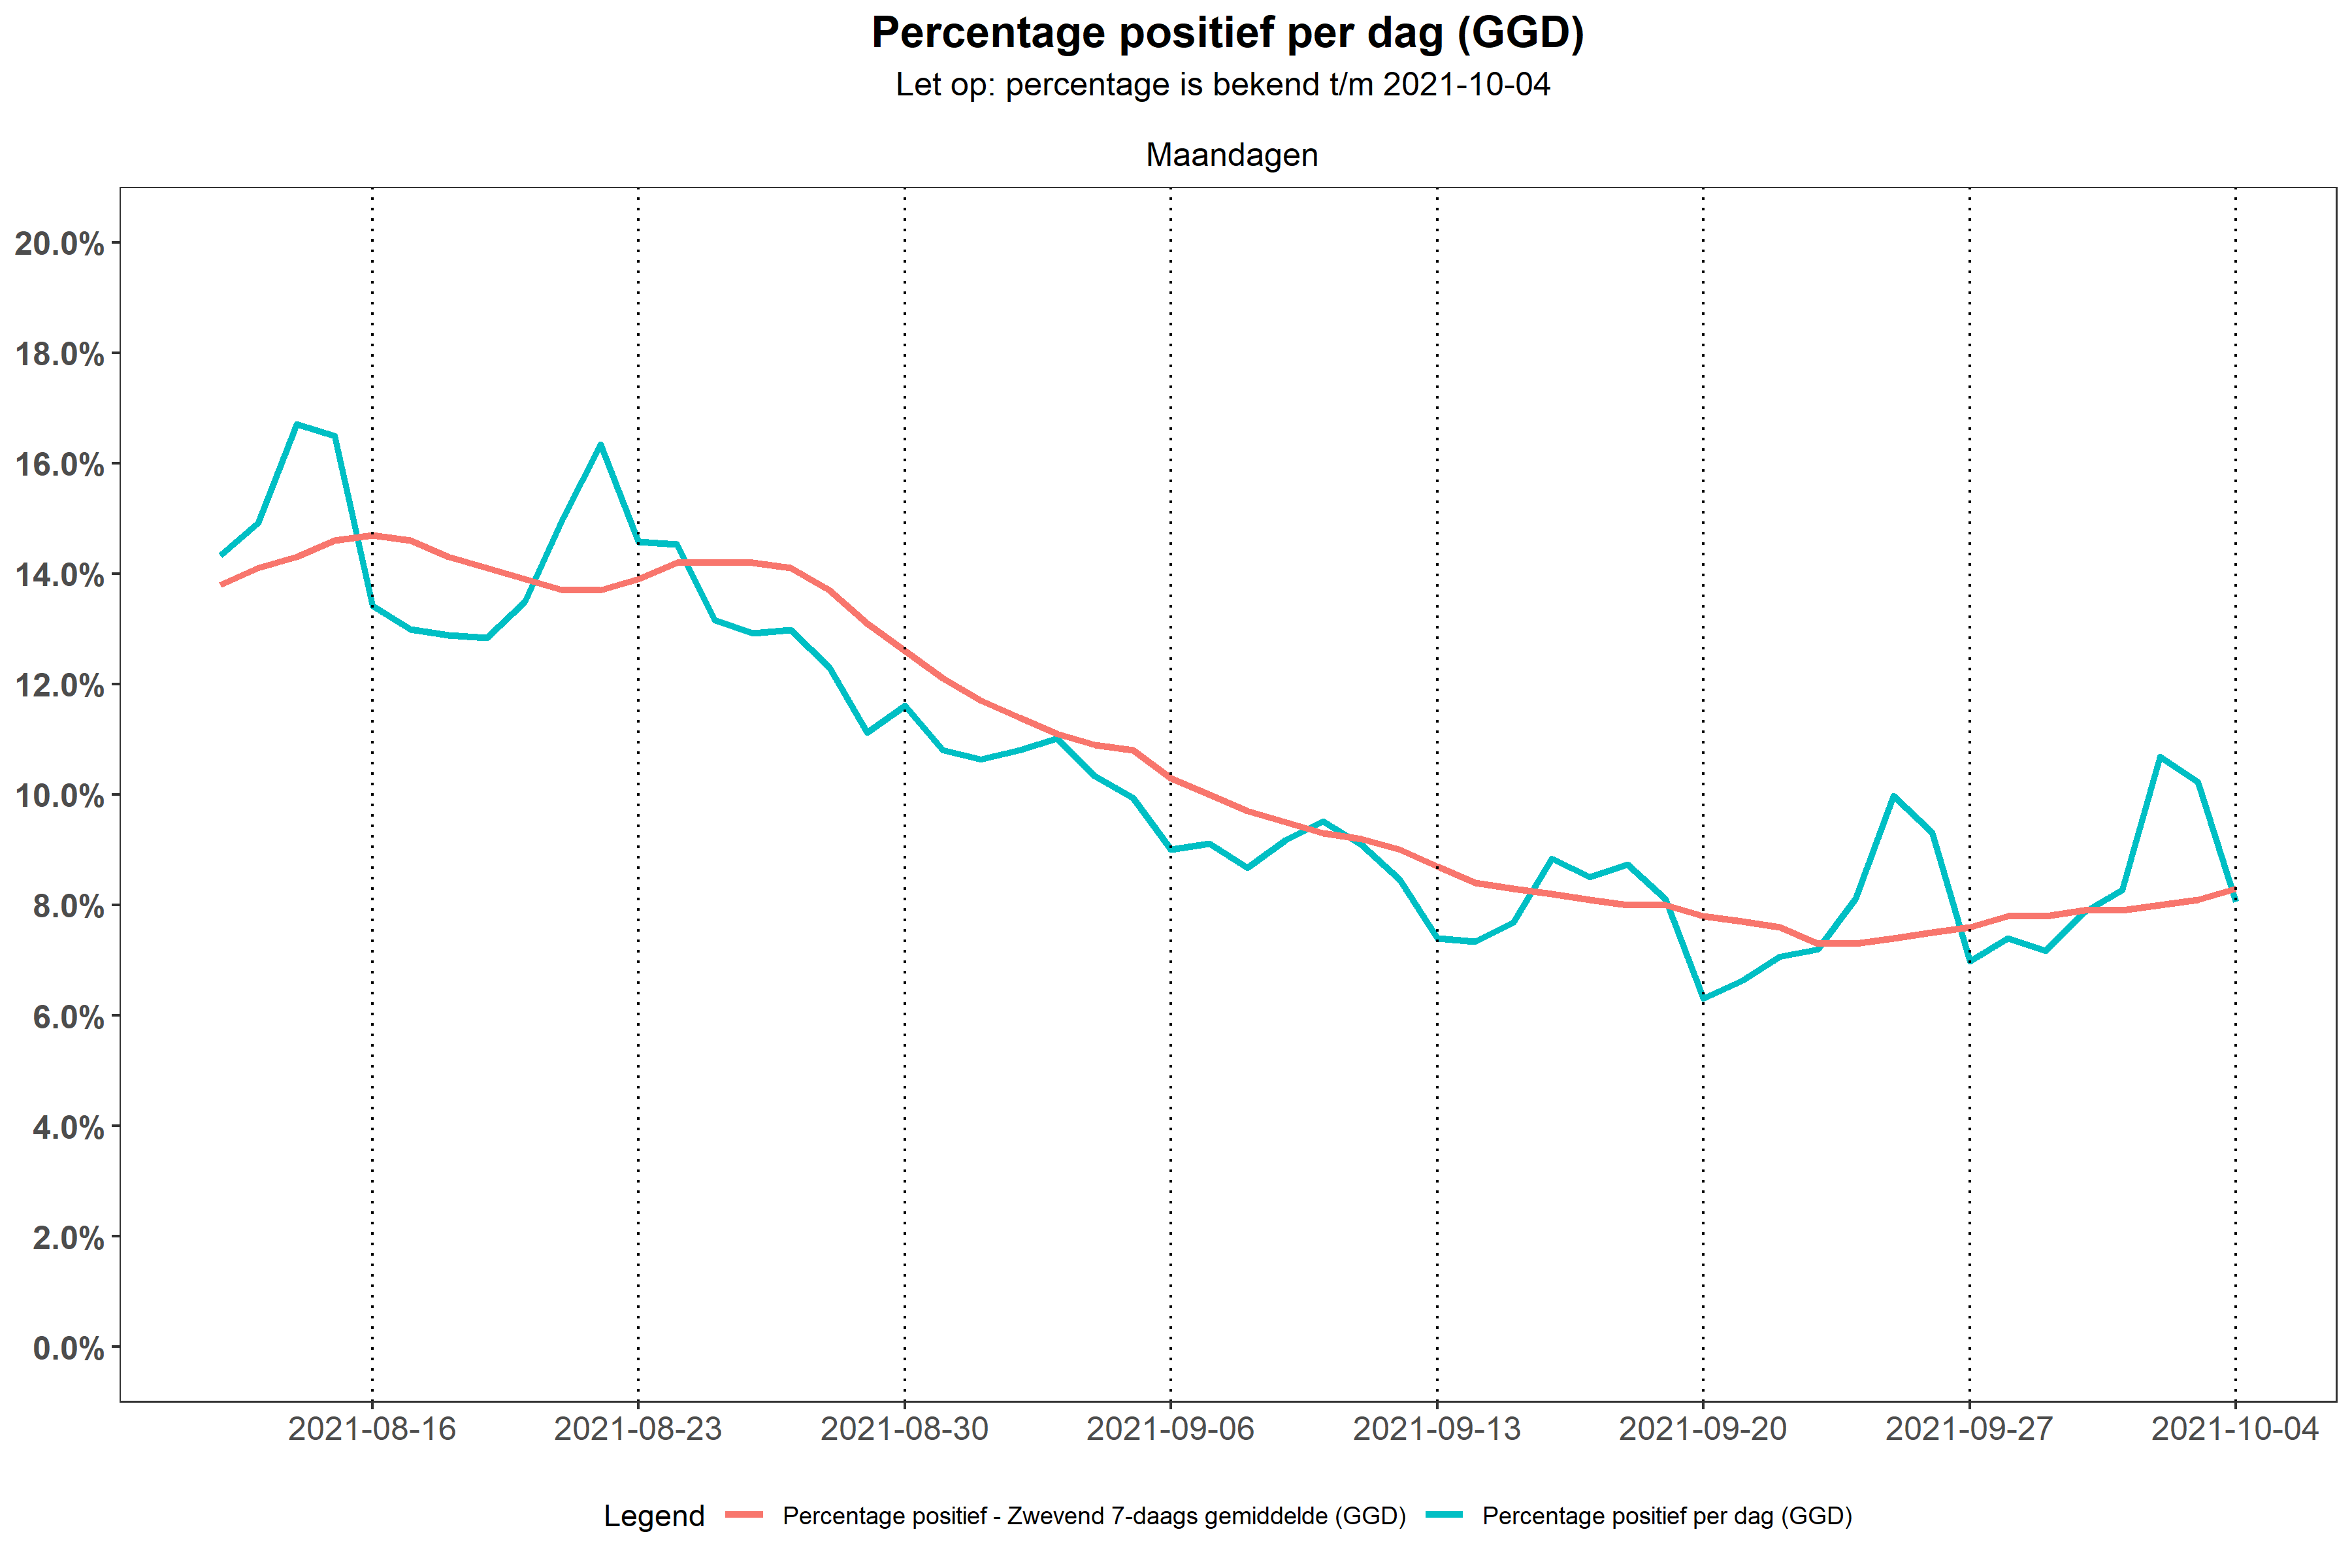 Percentage positief per dag (GGD)
Let op: percentage is bekend t/m 2021-10-04
Maandagen
20.0%
18.0%
16.0%
14.0%
12.0%
10.0%
8.0%
6.0%
4.0%
2.0%
0.0%
2021-08-16 2021-08-23 2021-08-30 2021-09-06 2021-09-13 2021-09-20 2021-09-27 2021-10-04
Legend Percentage positief - Zwevend 7-daags gemiddelde (GGD) Percentage positief per dag (GGD)